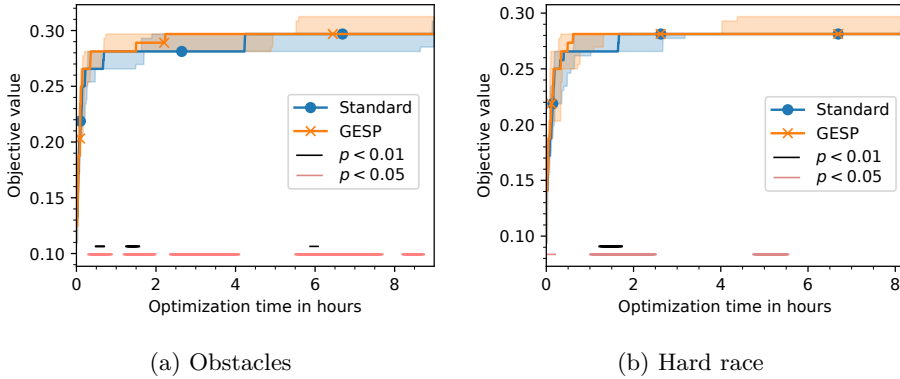 Objective value
0.30
0.25
0.20
0.15
0.10
0
2
4
6
8
Optimization time in hours
Standard
GESP
p < 0.01
p < 0.05
(a) Obstacles
Objective value
0.30
0.25
0.20
0.15
0.10
0
2
4
6
8
Optimization time in hours
Standard
GESP
p < 0.01
p < 0.05
(b) Hard race